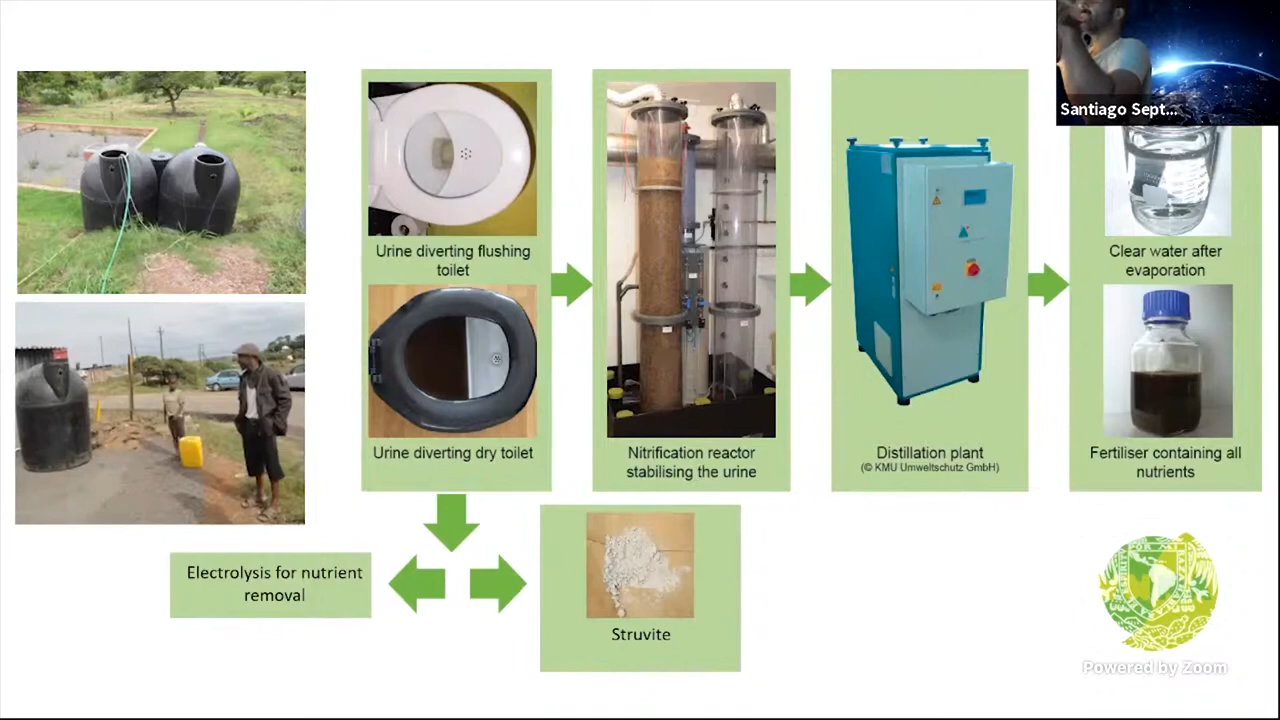 Santiago Sept...
Urine diverting flushing
toilet
Urine diverting dry toilet
Nitrification reactor
stabilising the urine
Distillation plant
(© KMU Umweltschutz GmbH)
Clear water after
evaporation
Fertiliser containing all
nutrients
Electrolysis for nutrient
removal
Struvite
POR
Powered by Zoom